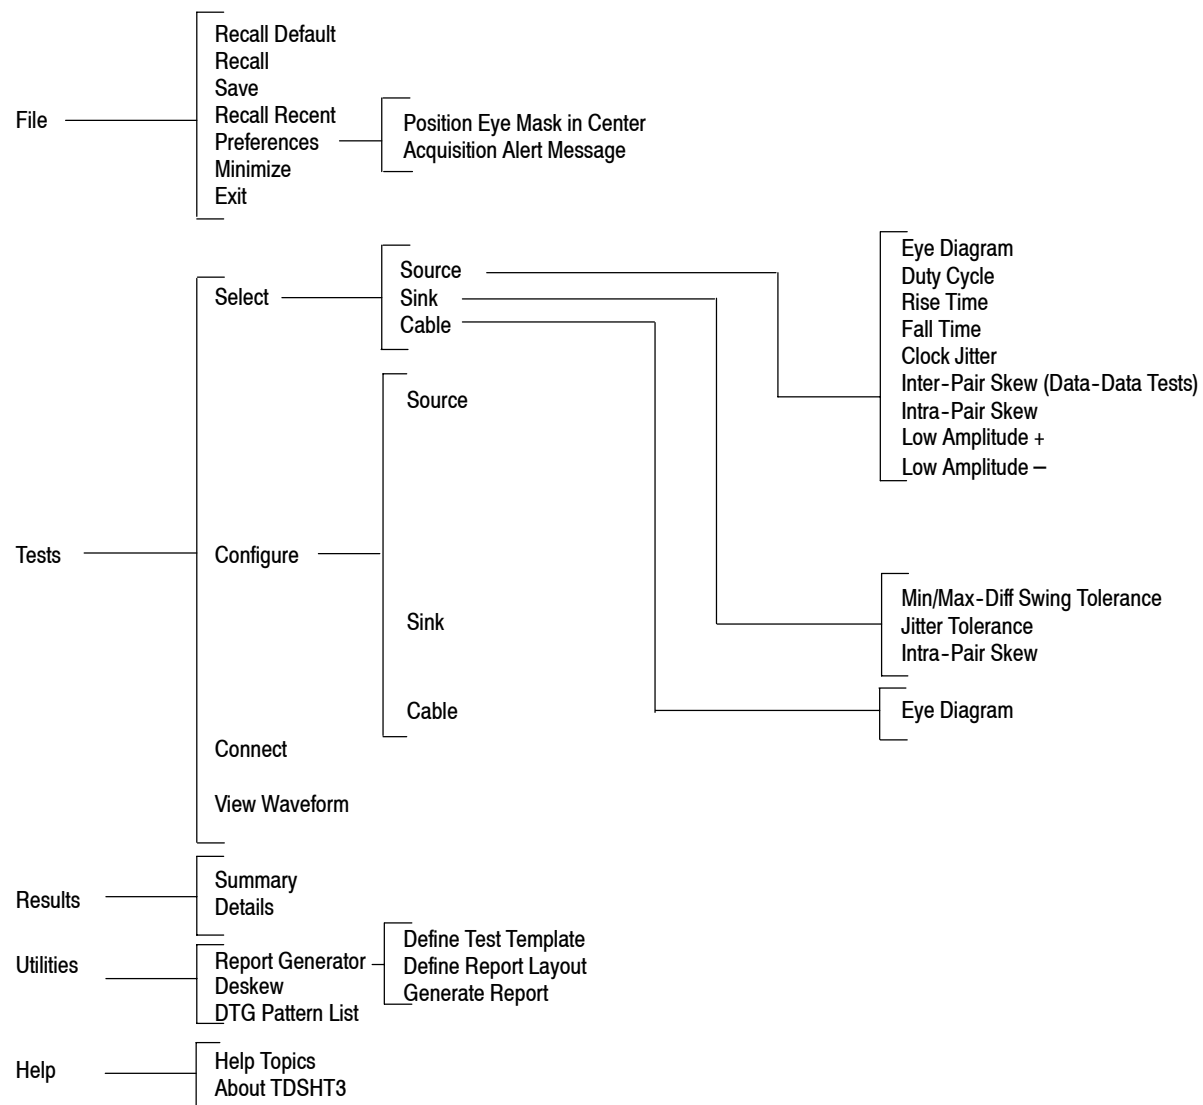 File
Recall Default
Recall
Save
Recall Recent
Preferences
Minimize
Exit
Position Eye Mask in Center
Acquisition Alert Message
Tests
Select
Source
Sink
Cable
Eye Diagram
Duty Cycle
Rise Time
Fall Time
Clock Jitter
Inter-Pair Skew (Data-Data Tests)
Intra-Pair Skew
Low Amplitude +
Low Amplitude –
Min/Max-Diff Swing Tolerance
Jitter Tolerance
Intra-Pair Skew
Eye Diagram
Configure
Source
Sink
Cable
Connect
View Waveform
Results
Summary
Details
Utilities
Report Generator
Deskew
DTG Pattern List
Define Test Template
Define Report Layout
Generate Report
Help
Help Topics
About TDSHT3